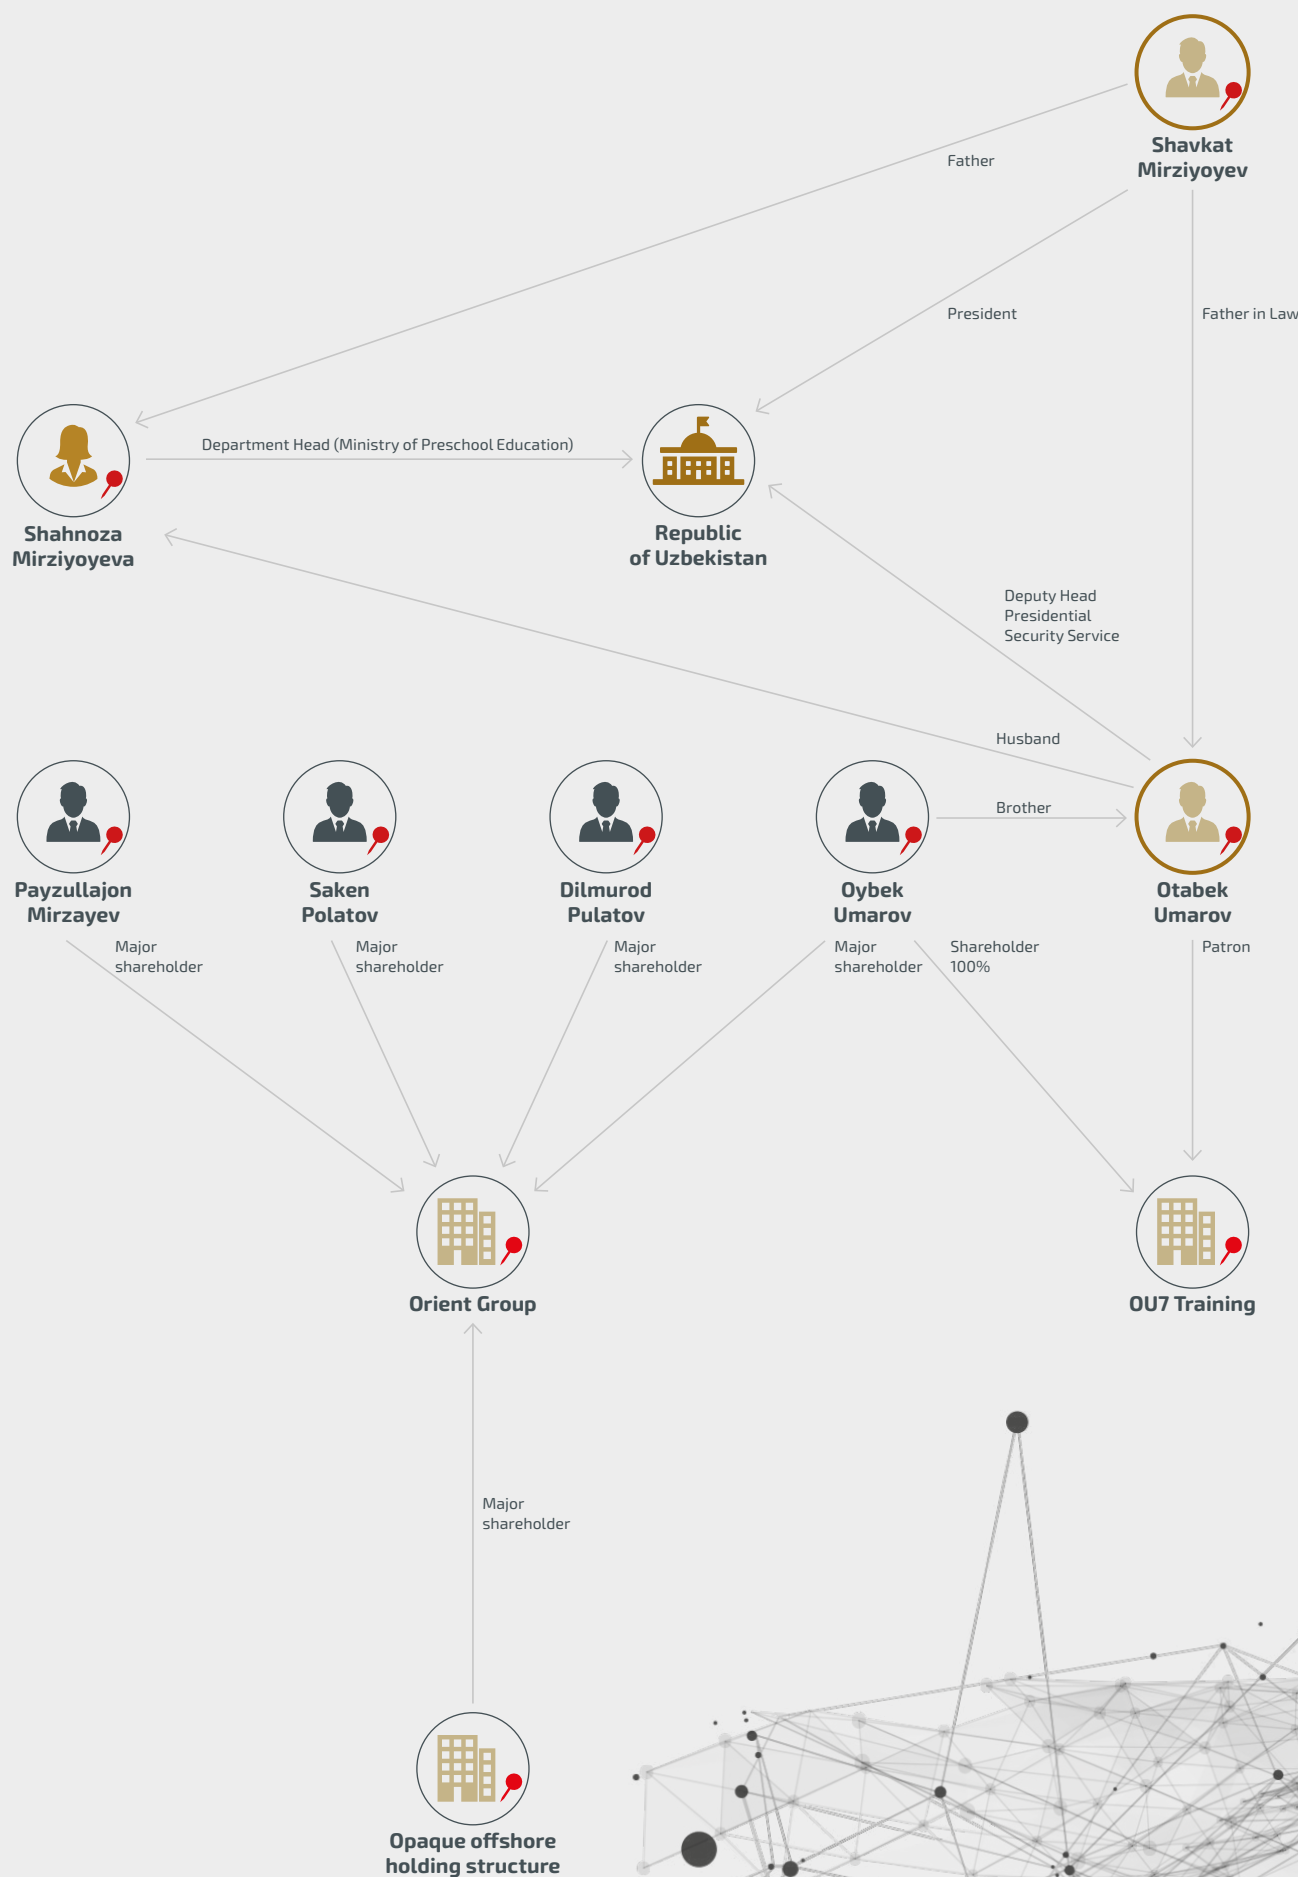 Shavkat
Mirziyoyev
Father
President
Father in Law
Department Head (Ministry of Preschool Education)
Shahnoza
Mirziyoyeva
Republic
of Uzbekistan
Deputy Head
Presidential
Security Service
Husband
Brother
Payzullajon
Mirzayev
Saken
Polatov
Dilmurod
Pulatov
Oybek
Umarov
Otabek
Umarov
Major
shareholder
Major
shareholder
Major
shareholder
Major
shareholder
Shareholder
100%
Patron
Orient Group
OU7 Training
Major
shareholder
Opaque offshore
holding structure